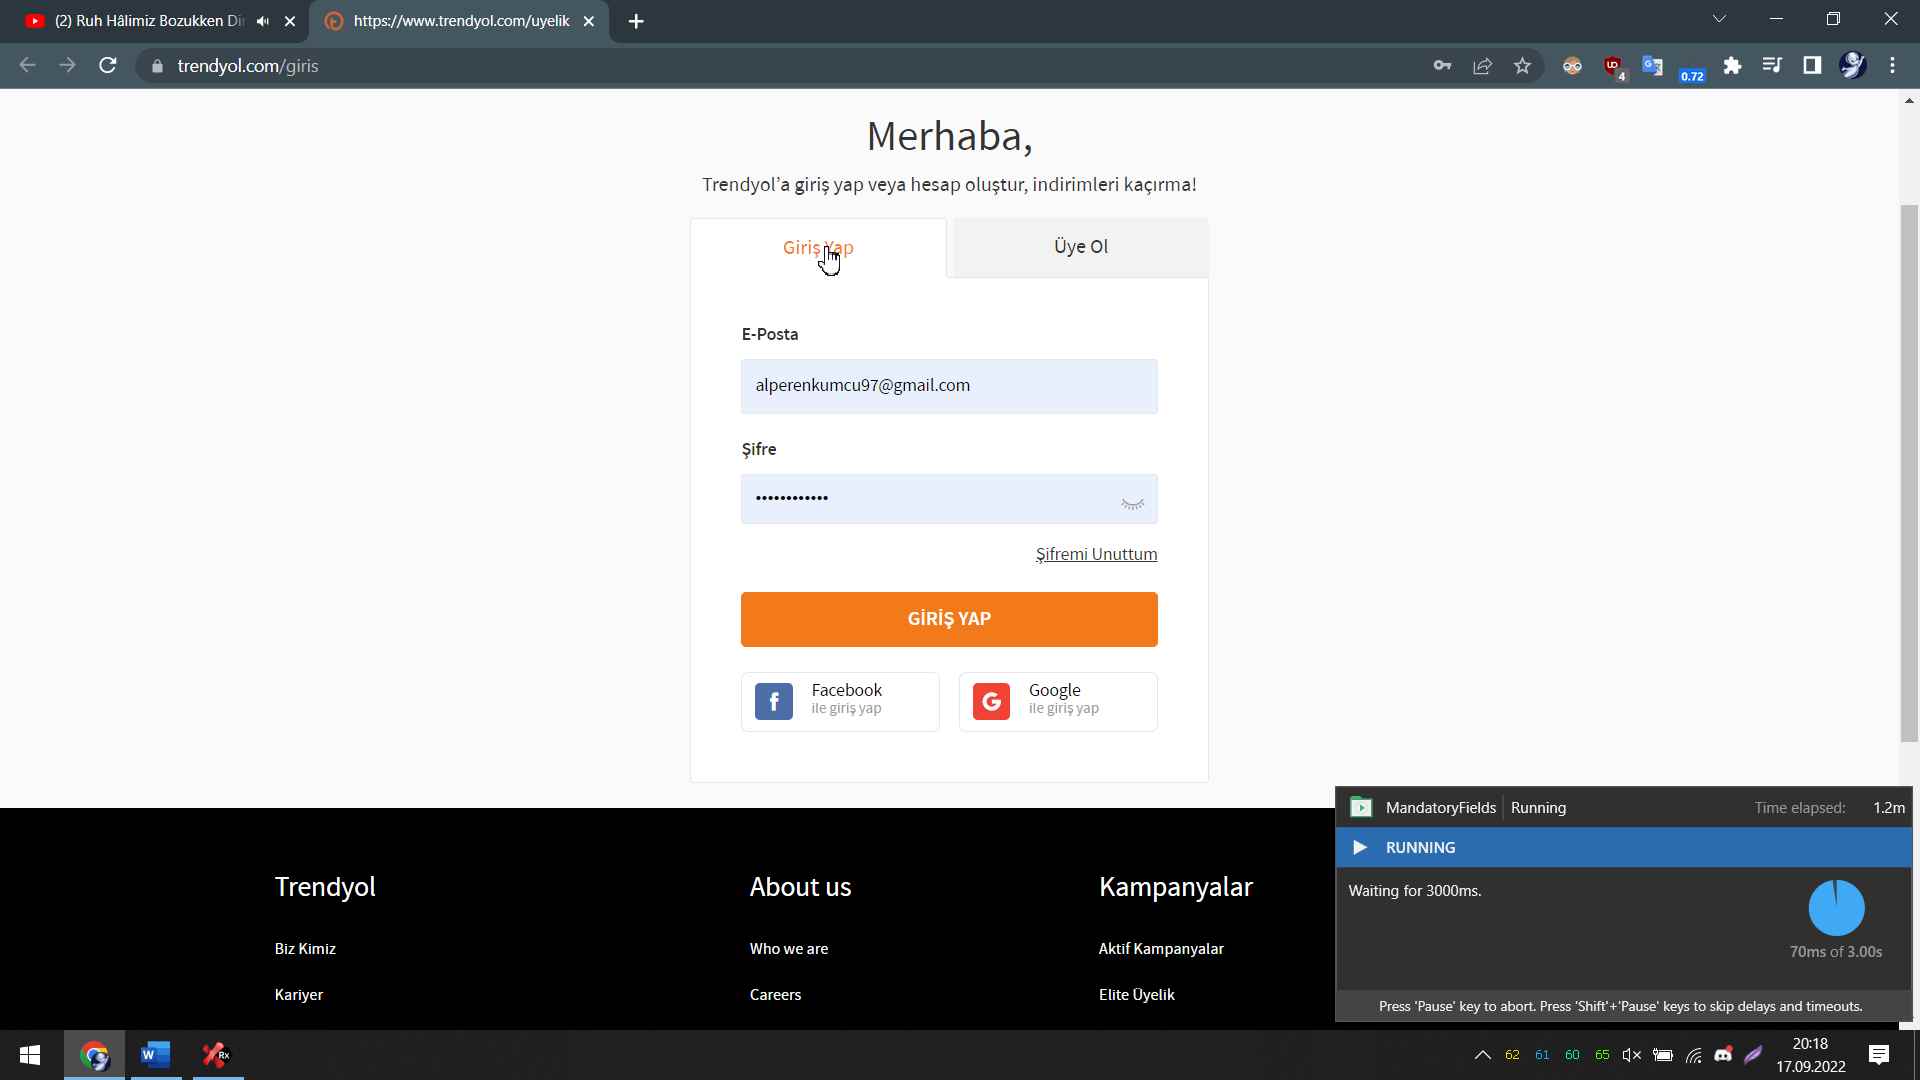 (2) Ruh Hâlimiz Bozukken Di
https://www.trendyol.com/uyelik
trendyol.com/giris
4
0.72
Merhaba,
Trendyol’a giriş yap veya hesap oluştur, indirimleri kaçırma!
Giriş Yap
Üye Ol
E-Posta
alperenkumcu97@gmail.com
Şifre
••••••••••••
Şifremi Unuttum
GİRİŞ YAP
Facebook
ile giriş yap
Google
ile giriş yap
Trendyol
About us
Kampanyalar
Biz Kimiz
Who we are
Aktif Kampanyalar
Kariyer
Careers
Elite Üyelik
MandatoryFields
Running
Time elapsed:
1.2m
RUNNING
Waiting for 3000ms.
70ms of 3.00s
Press 'Pause' key to abort. Press 'Shift'+'Pause' keys to skip delays and timeouts.
62
61
60
65
20:18
17.09.2022